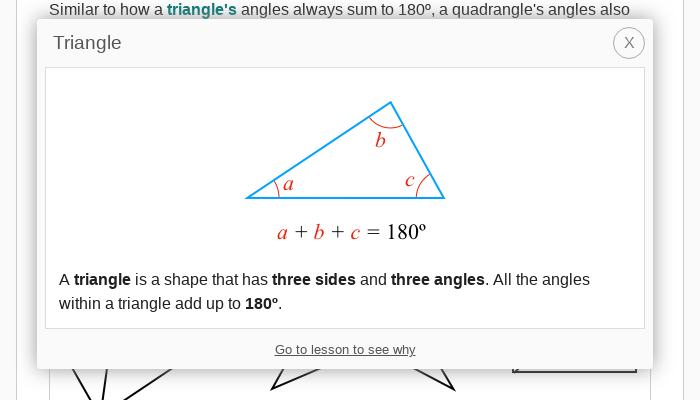 Similar to how a triangle's angles always sum to 180º, a quadrangle's angles also
Triangle
X
b
a
c
a + b + c = 180º
A triangle is a shape that has three sides and three angles. All the angles
within a triangle add up to 180º.
Go to lesson to see why